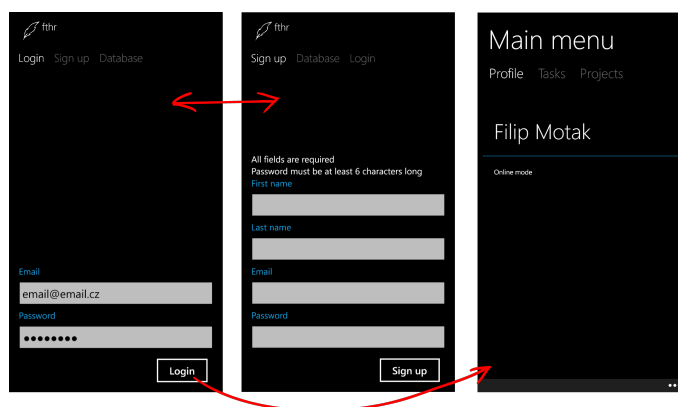 fthr
Login Sign up Database
Email
email@email.cz
Password
Login
fthr
Sign up Database Login
All fields are required
Password must be at least 6 characters long
First name
Last name
Email
Password
Sign up
Main menu
Profile Tasks Projects
Filip Motak
Online mode